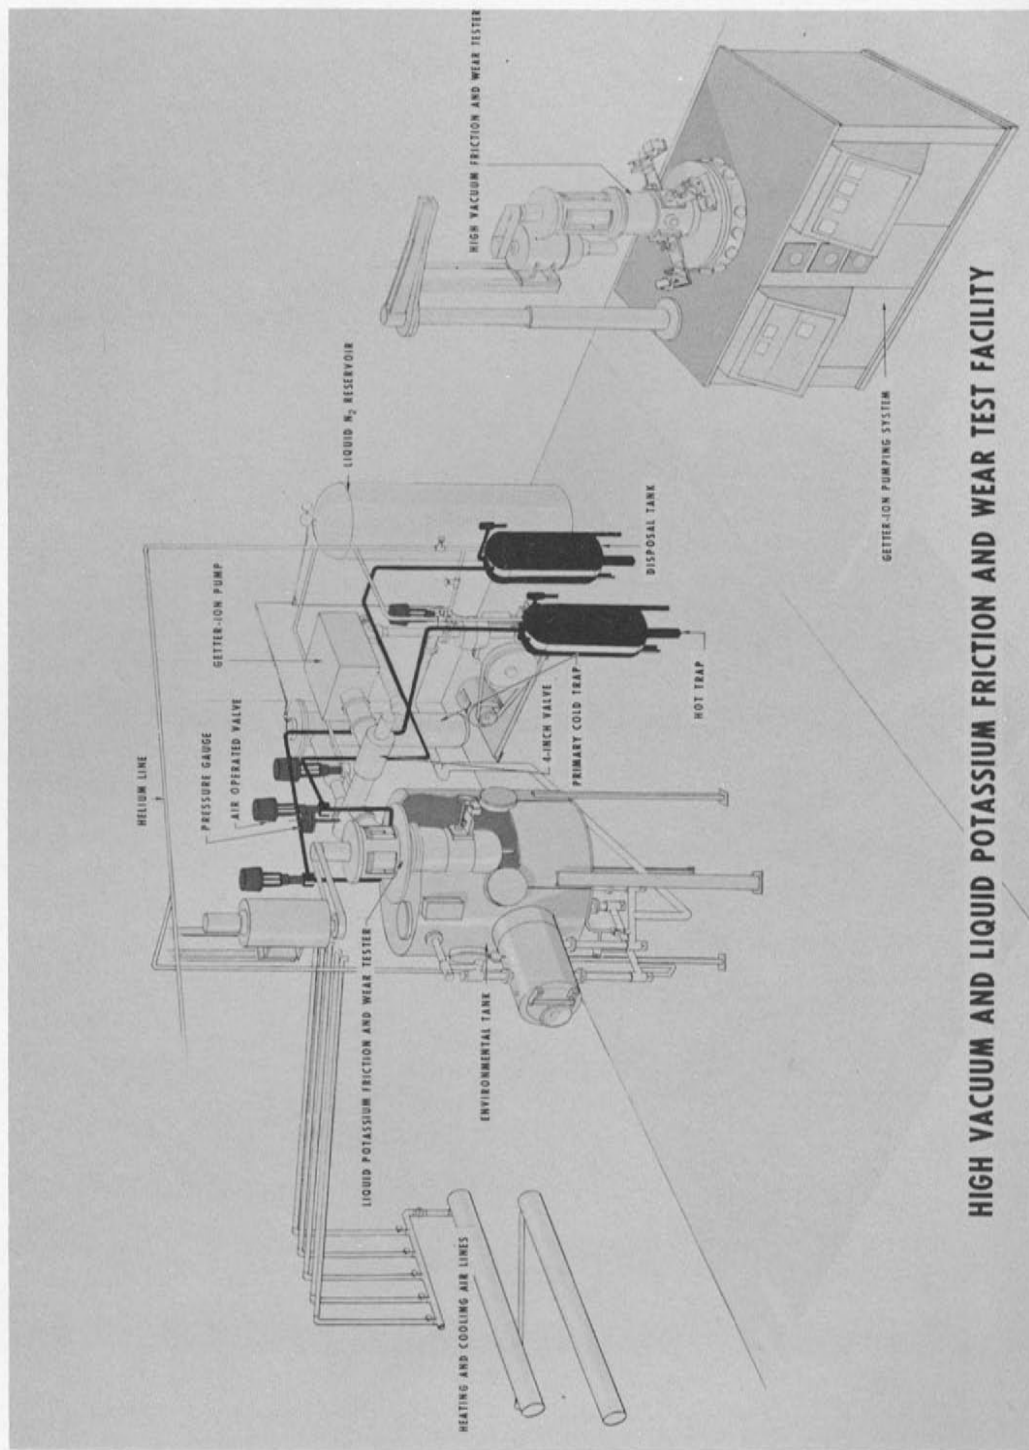 HELIUM LINE
PRESSURE GAUGE
AIR OPERATED VALVE
GETTER-ION PUMP
LIQUID N₂ RESERVOIR
HIGH VACUUM FRICTION AND WEAR TESTER
LIQUID POTASSIUM FRICTION AND WEAR TESTER
HEATING AND COOLING AIR LINES
ENVIRONMENTAL TANK
4-INCH VALVE
PRIMARY COLD TRAP
DISPOSAL TANK
HOT TRAP
GETTER-ION PUMPING SYSTEM
HIGH VACUUM AND LIQUID POTASSIUM FRICTION AND WEAR TEST FACILITY